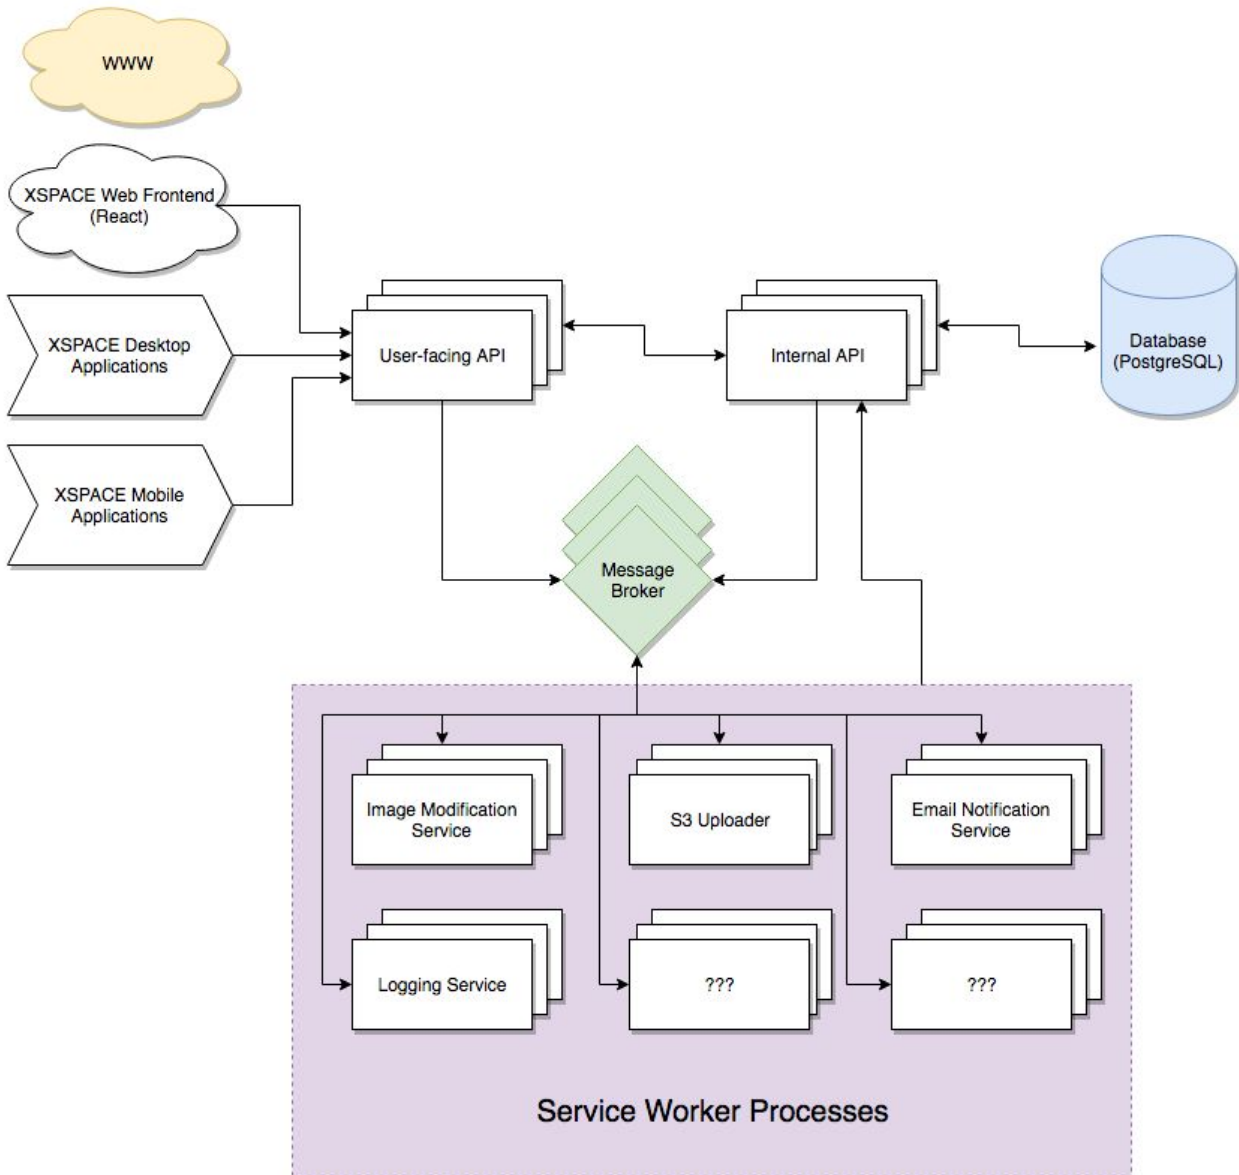 WWW
XSPACE Web Frontend
(React)
XSPACE Desktop
Applications
XSPACE Mobile
Applications
User-facing API
Internal API
Database
(PostgreSQL)
Message
Broker
Image Modification
Service
S3 Uploader
Email Notification
Service
Logging Service
???
???
Service Worker Processes